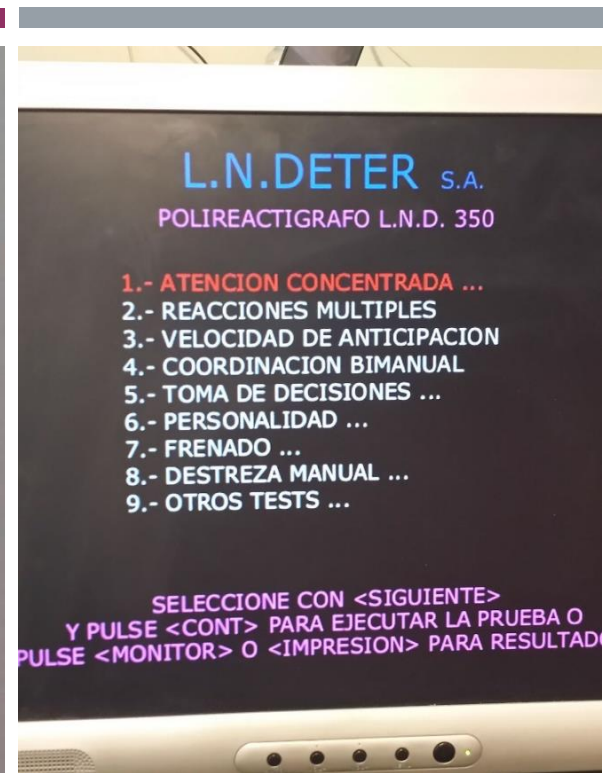 L.N.DETER S.A.
POLIREACTIGRAFO L.N.D. 350
1.- ATENCION CONCENTRADA ...
2.- REACCIONES MULTIPLES
3.- VELOCIDAD DE ANTICIPACION
4.- COORDINACION BIMANUAL
5.- TOMA DE DECISIONES ...
6.- PERSONALIDAD ...
7.- FRENADO ...
8.- DESTREZA MANUAL ...
9.- OTROS TESTS ...
SELECCIONE CON <SIGUIENTE>
Y PULSE <CONT> PARA EJECUTAR LA PRUEBA O
PULSE <MONITOR> O <IMPRESION> PARA RESULTADO